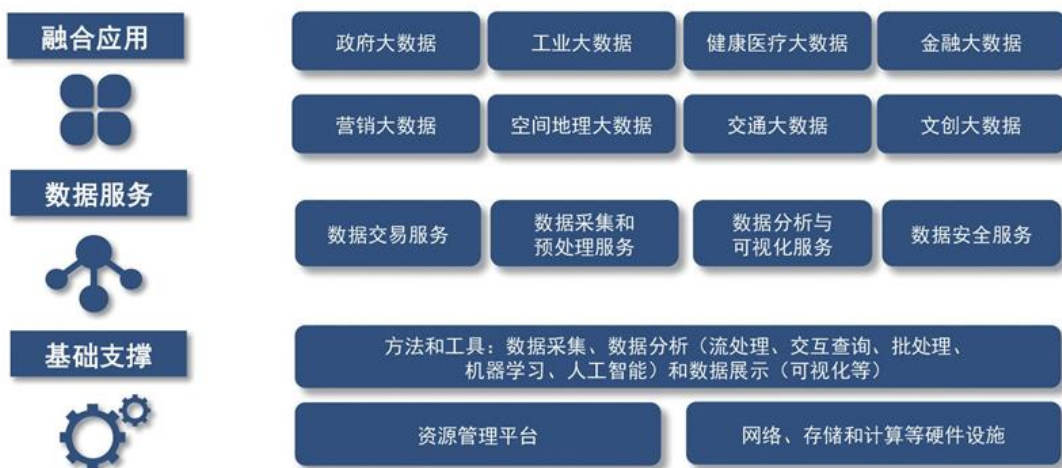 融合应用
政府大数据
工业大数据
健康医疗大数据
金融大数据
营销大数据
空间地理大数据
交通大数据
文创大数据
数据服务
数据交易服务
数据采集和
预处理服务
数据分析与
可视化服务
数据安全服务
基础支撑
方法和工具：数据采集、数据分析（流处理、交互查询、批处理、
机器学习、人工智能）和数据展示（可视化等）
资源管理平台
网络、存储和计算等硬件设施